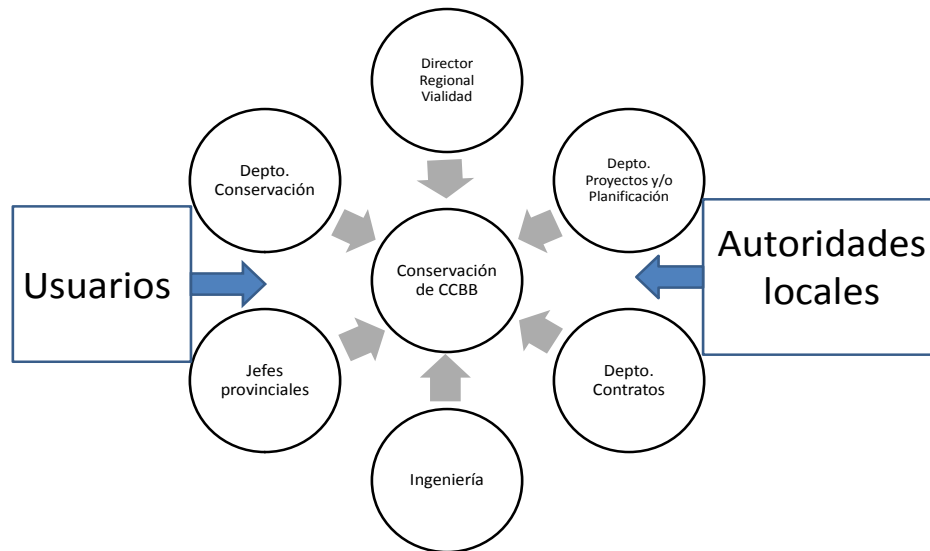 Director
Regional
Vialidad
Depto.
Conservación
Depto.
Proyectos y/o
Planificación
Usuarios
Conservación
de CCBB
Autoridades
locales
Jefes
provinciales
Depto.
Contratos
Ingeniería